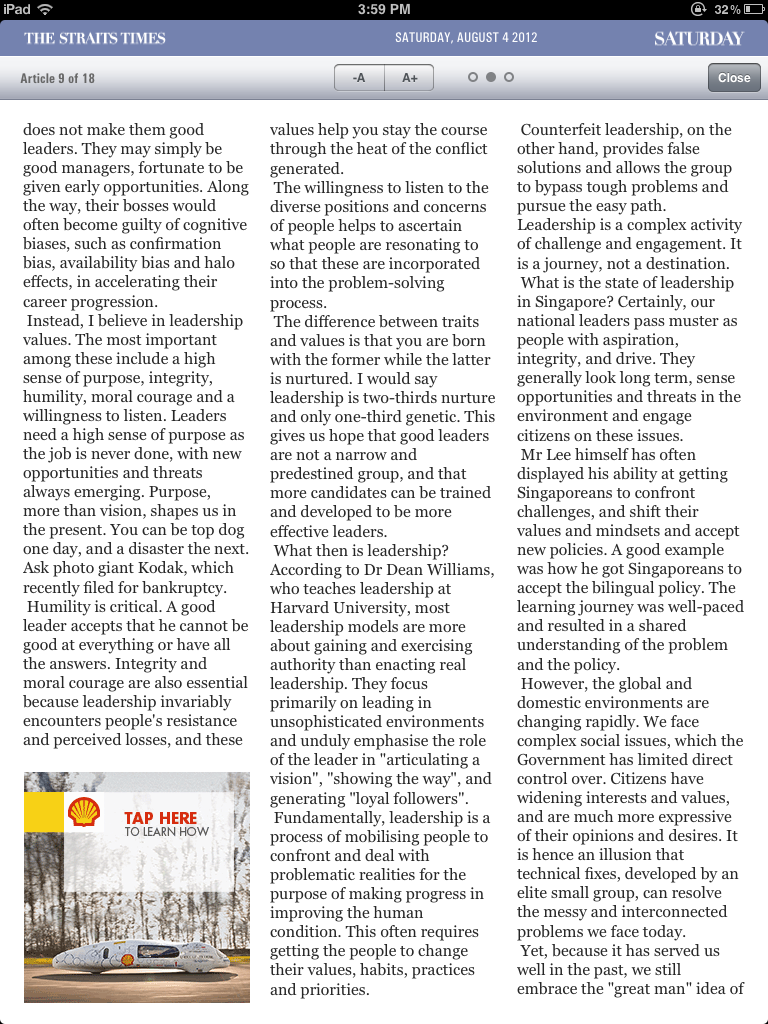 iPad
3:59 PM
32%
THE STRAITS TIMES
SATURDAY, AUGUST 4 2012
SATURDAY
Article 9 of 18
-A
A+
Close
does not make them good
leaders. They may simply be
good managers, fortunate to be
given early opportunities. Along
the way, their bosses would
often become guilty of cognitive
biases, such as confirmation
bias, availability bias and halo
effects, in accelerating their
career progression.
Instead, I believe in leadership
values. The most important
among these include a high
sense of purpose, integrity,
humility, moral courage and a
willingness to listen. Leaders
need a high sense of purpose as
the job is never done, with new
opportunities and threats
always emerging. Purpose,
more than vision, shapes us in
the present. You can be top dog
one day, and a disaster the next.
Ask photo giant Kodak, which
recently filed for bankruptcy.
Humility is critical. A good
leader accepts that he cannot be
good at everything or have all
the answers. Integrity and
moral courage are also essential
because leadership invariably
encounters people's resistance
and perceived losses, and these
TAP HERE
TO LEARN HOW
values help you stay the course
through the heat of the conflict
generated.
The willingness to listen to the
diverse positions and concerns
of people helps to ascertain
what people are resonating to
so that these are incorporated
into the problem-solving
process.
The difference between traits
and values is that you are born
with the former while the latter
is nurtured. I would say
leadership is two-thirds nurture
and only one-third genetic. This
gives us hope that good leaders
are not a narrow and
predestined group, and that
more candidates can be trained
and developed to be more
effective leaders.
What then is leadership?
According to Dr Dean Williams,
who teaches leadership at
Harvard University, most
leadership models are more
about gaining and exercising
authority than enacting real
leadership. They focus
primarily on leading in
unsophisticated environments
and unduly emphasise the role
of the leader in "articulating a
vision", "showing the way", and
generating "loyal followers".
Fundamentally, leadership is a
process of mobilising people to
confront and deal with
problematic realities for the
purpose of making progress in
improving the human
condition. This often requires
getting the people to change
their values, habits, practices
and priorities.
Counterfeit leadership, on the
other hand, provides false
solutions and allows the group
to bypass tough problems and
pursue the easy path.
Leadership is a complex activity
of challenge and engagement. It
is a journey, not a destination.
What is the state of leadership
in Singapore? Certainly, our
national leaders pass muster as
people with aspiration,
integrity, and drive. They
generally look long term, sense
opportunities and threats in the
environment and engage
citizens on these issues.
Mr Lee himself has often
displayed his ability at getting
Singaporeans to confront
challenges, and shift their
values and mindsets and accept
new policies. A good example
was how he got Singaporeans to
accept the bilingual policy. The
learning journey was well-paced
and resulted in a shared
understanding of the problem
and the policy.
However, the global and
domestic environments are
changing rapidly. We face
complex social issues, which the
Government has limited direct
control over. Citizens have
widening interests and values,
and are much more expressive
of their opinions and desires. It
is hence an illusion that
technical fixes, developed by an
elite small group, can resolve
the messy and interconnected
problems we face today.
Yet, because it has served us
well in the past, we still
embrace the "great man" idea of